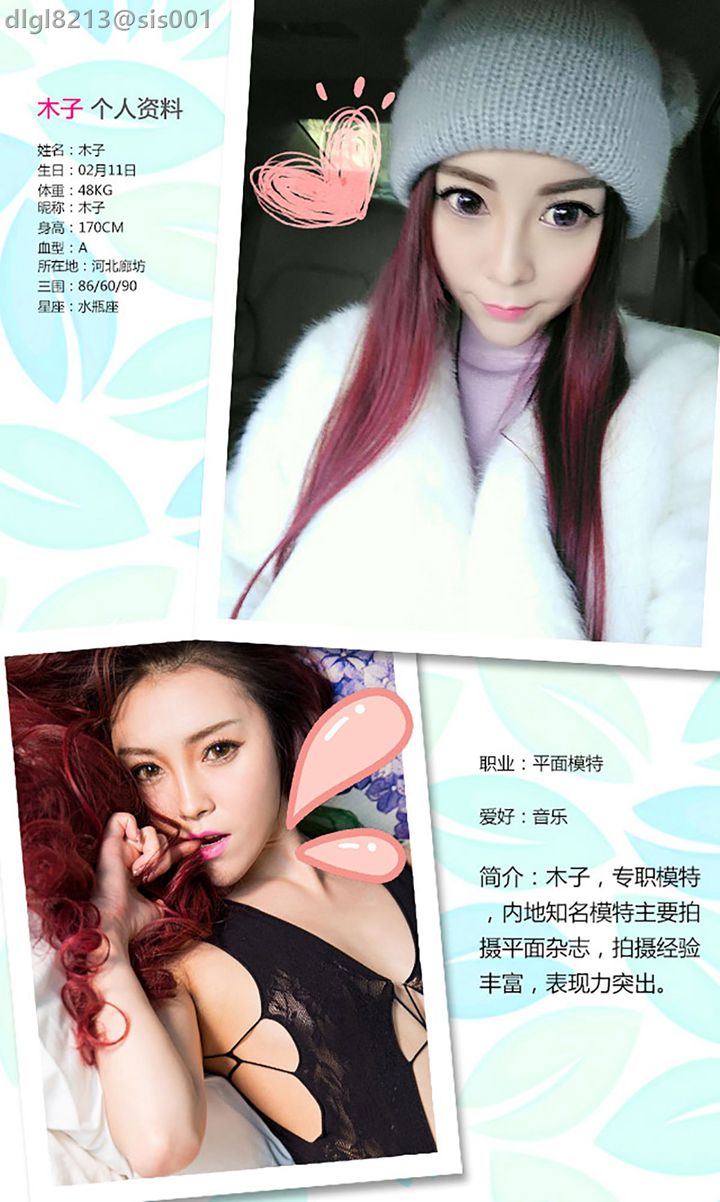 dlgl8213@sis001
木子 个人资料
姓名：木子
生日：02月11日
体重：48KG
昵称：木子
身高：170CM
血型：A
所在地：河北廊坊
三围：86/60/90
星座：水瓶座
职业：平面模特
爱好：音乐
简介：木子，专职模特
，内地知名模特主要拍
摄平面杂志，拍摄经验
丰富，表现力突出。